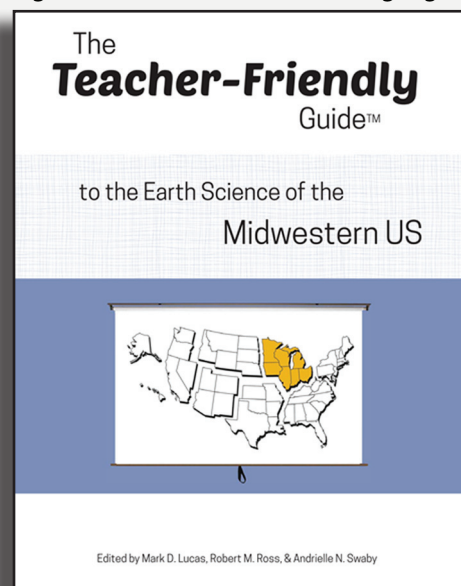 The
Teacher-Friendly
Guide™
to the Earth Science of the
Midwestern US
Edited by Mark D. Lucas, Robert M. Ross, & Andrielle N. Swaby